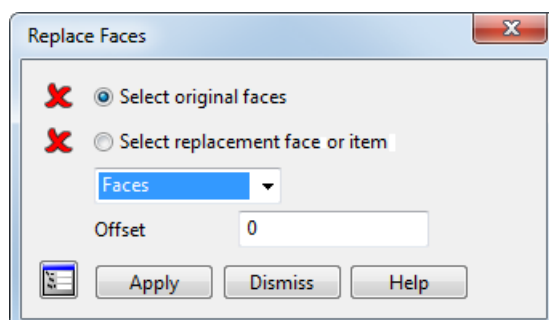 Replace Faces
Select original faces
Select replacement face or item
Faces
Offset 0
Apply Dismiss Help